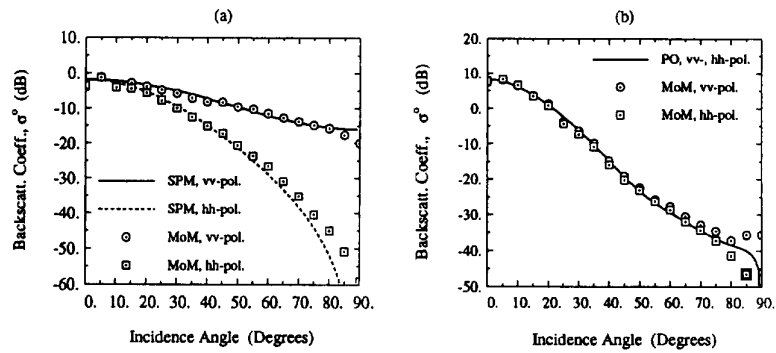 (a)
10.
0.
-10.
-20.
-30.
-40.
-50.
-60.
Backscatt. Coeff., σ° (dB)
SPM, vv-pol.
SPM, hh-pol.
MoM, vv-pol.
MoM, hh-pol.
0. 10. 20. 30. 40. 50. 60. 70. 80. 90.
Incidence Angle (Degrees)
(b)
20.
10.
0.
-10.
-20.
-30.
-40.
-50.
Backscatt. Coeff., σ° (dB)
PO, vv-, hh-pol.
MoM, vv-pol.
MoM, hh-pol.
0. 10. 20. 30. 40. 50. 60. 70. 80. 90.
Incidence Angle (Degrees)